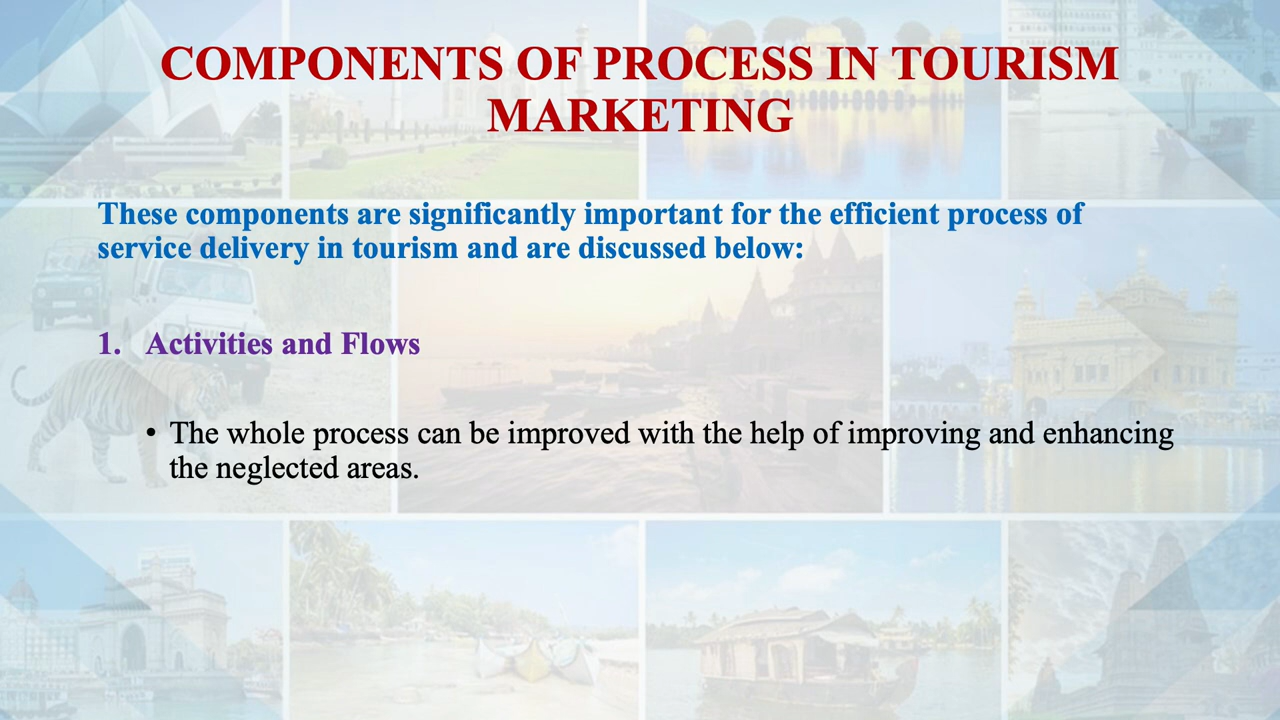 COMPONENTS OF PROCESS IN TOURISM
MARKETING
These components are significantly important for the efficient process of
service delivery in tourism and are discussed below:
1. Activities and Flows
• The whole process can be improved with the help of improving and enhancing
the neglected areas.